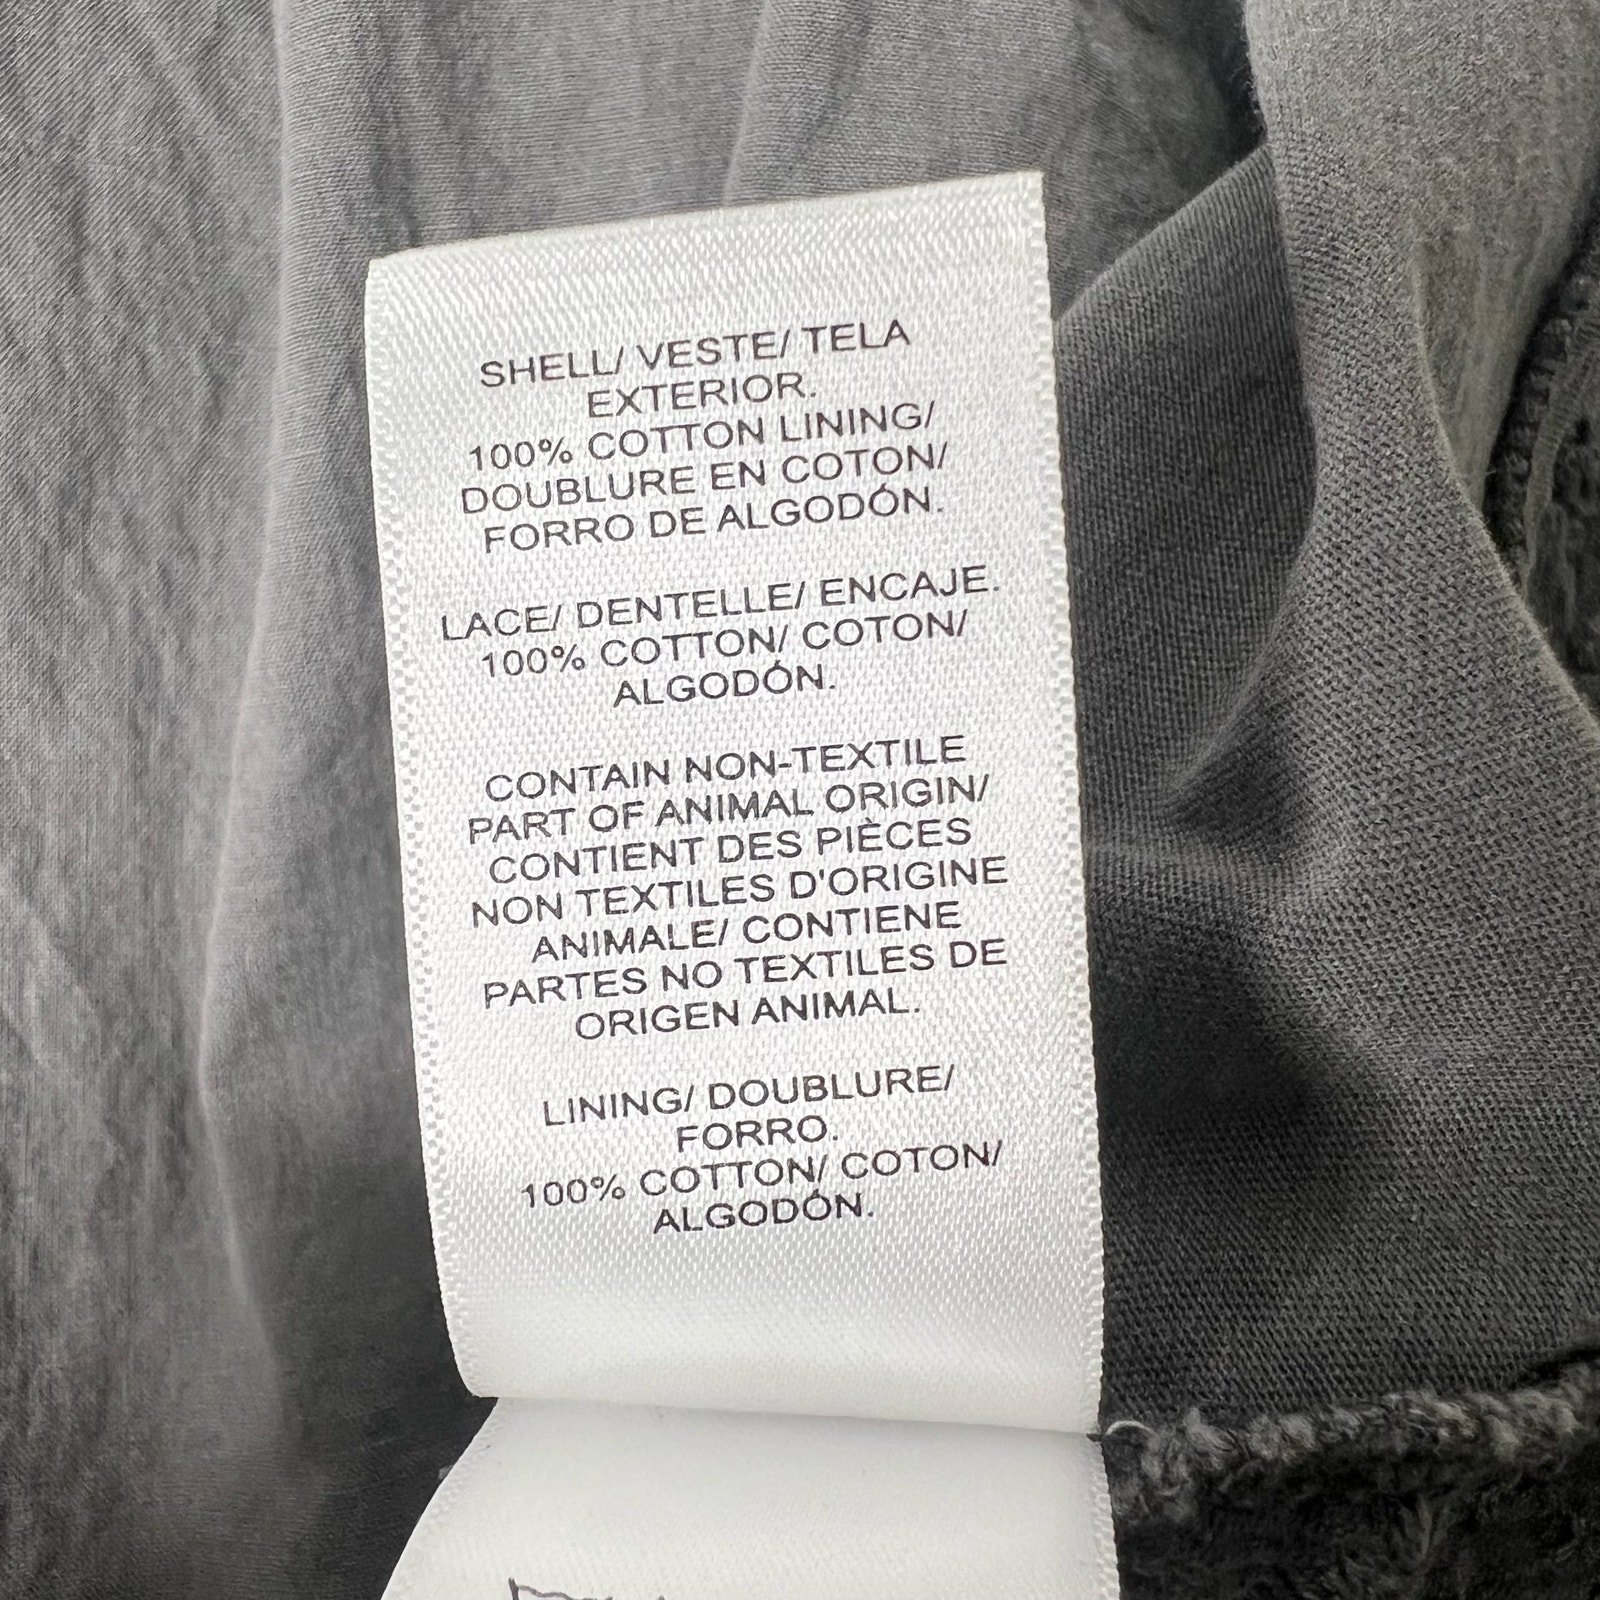 SHELL/ VESTE/ TELA
EXTERIOR.
100% COTTON LINING/
DOUBLURE EN COTON/
FORRO DE ALGODÓN.
LACE/ DENTELLE/ ENCAJE.
100% COTTON/ COTON/
ALGODÓN.
CONTAIN NON-TEXTILE
PART OF ANIMAL ORIGIN/
CONTIENT DES PIÈCES
NON TEXTILES D'ORIGINE
ANIMALE/ CONTIENE
PARTES NO TEXTILES DE
ORIGEN ANIMAL.
LINING/ DOUBLURE/
FORRO.
100% COTTON/ COTON/
ALGODÓN.